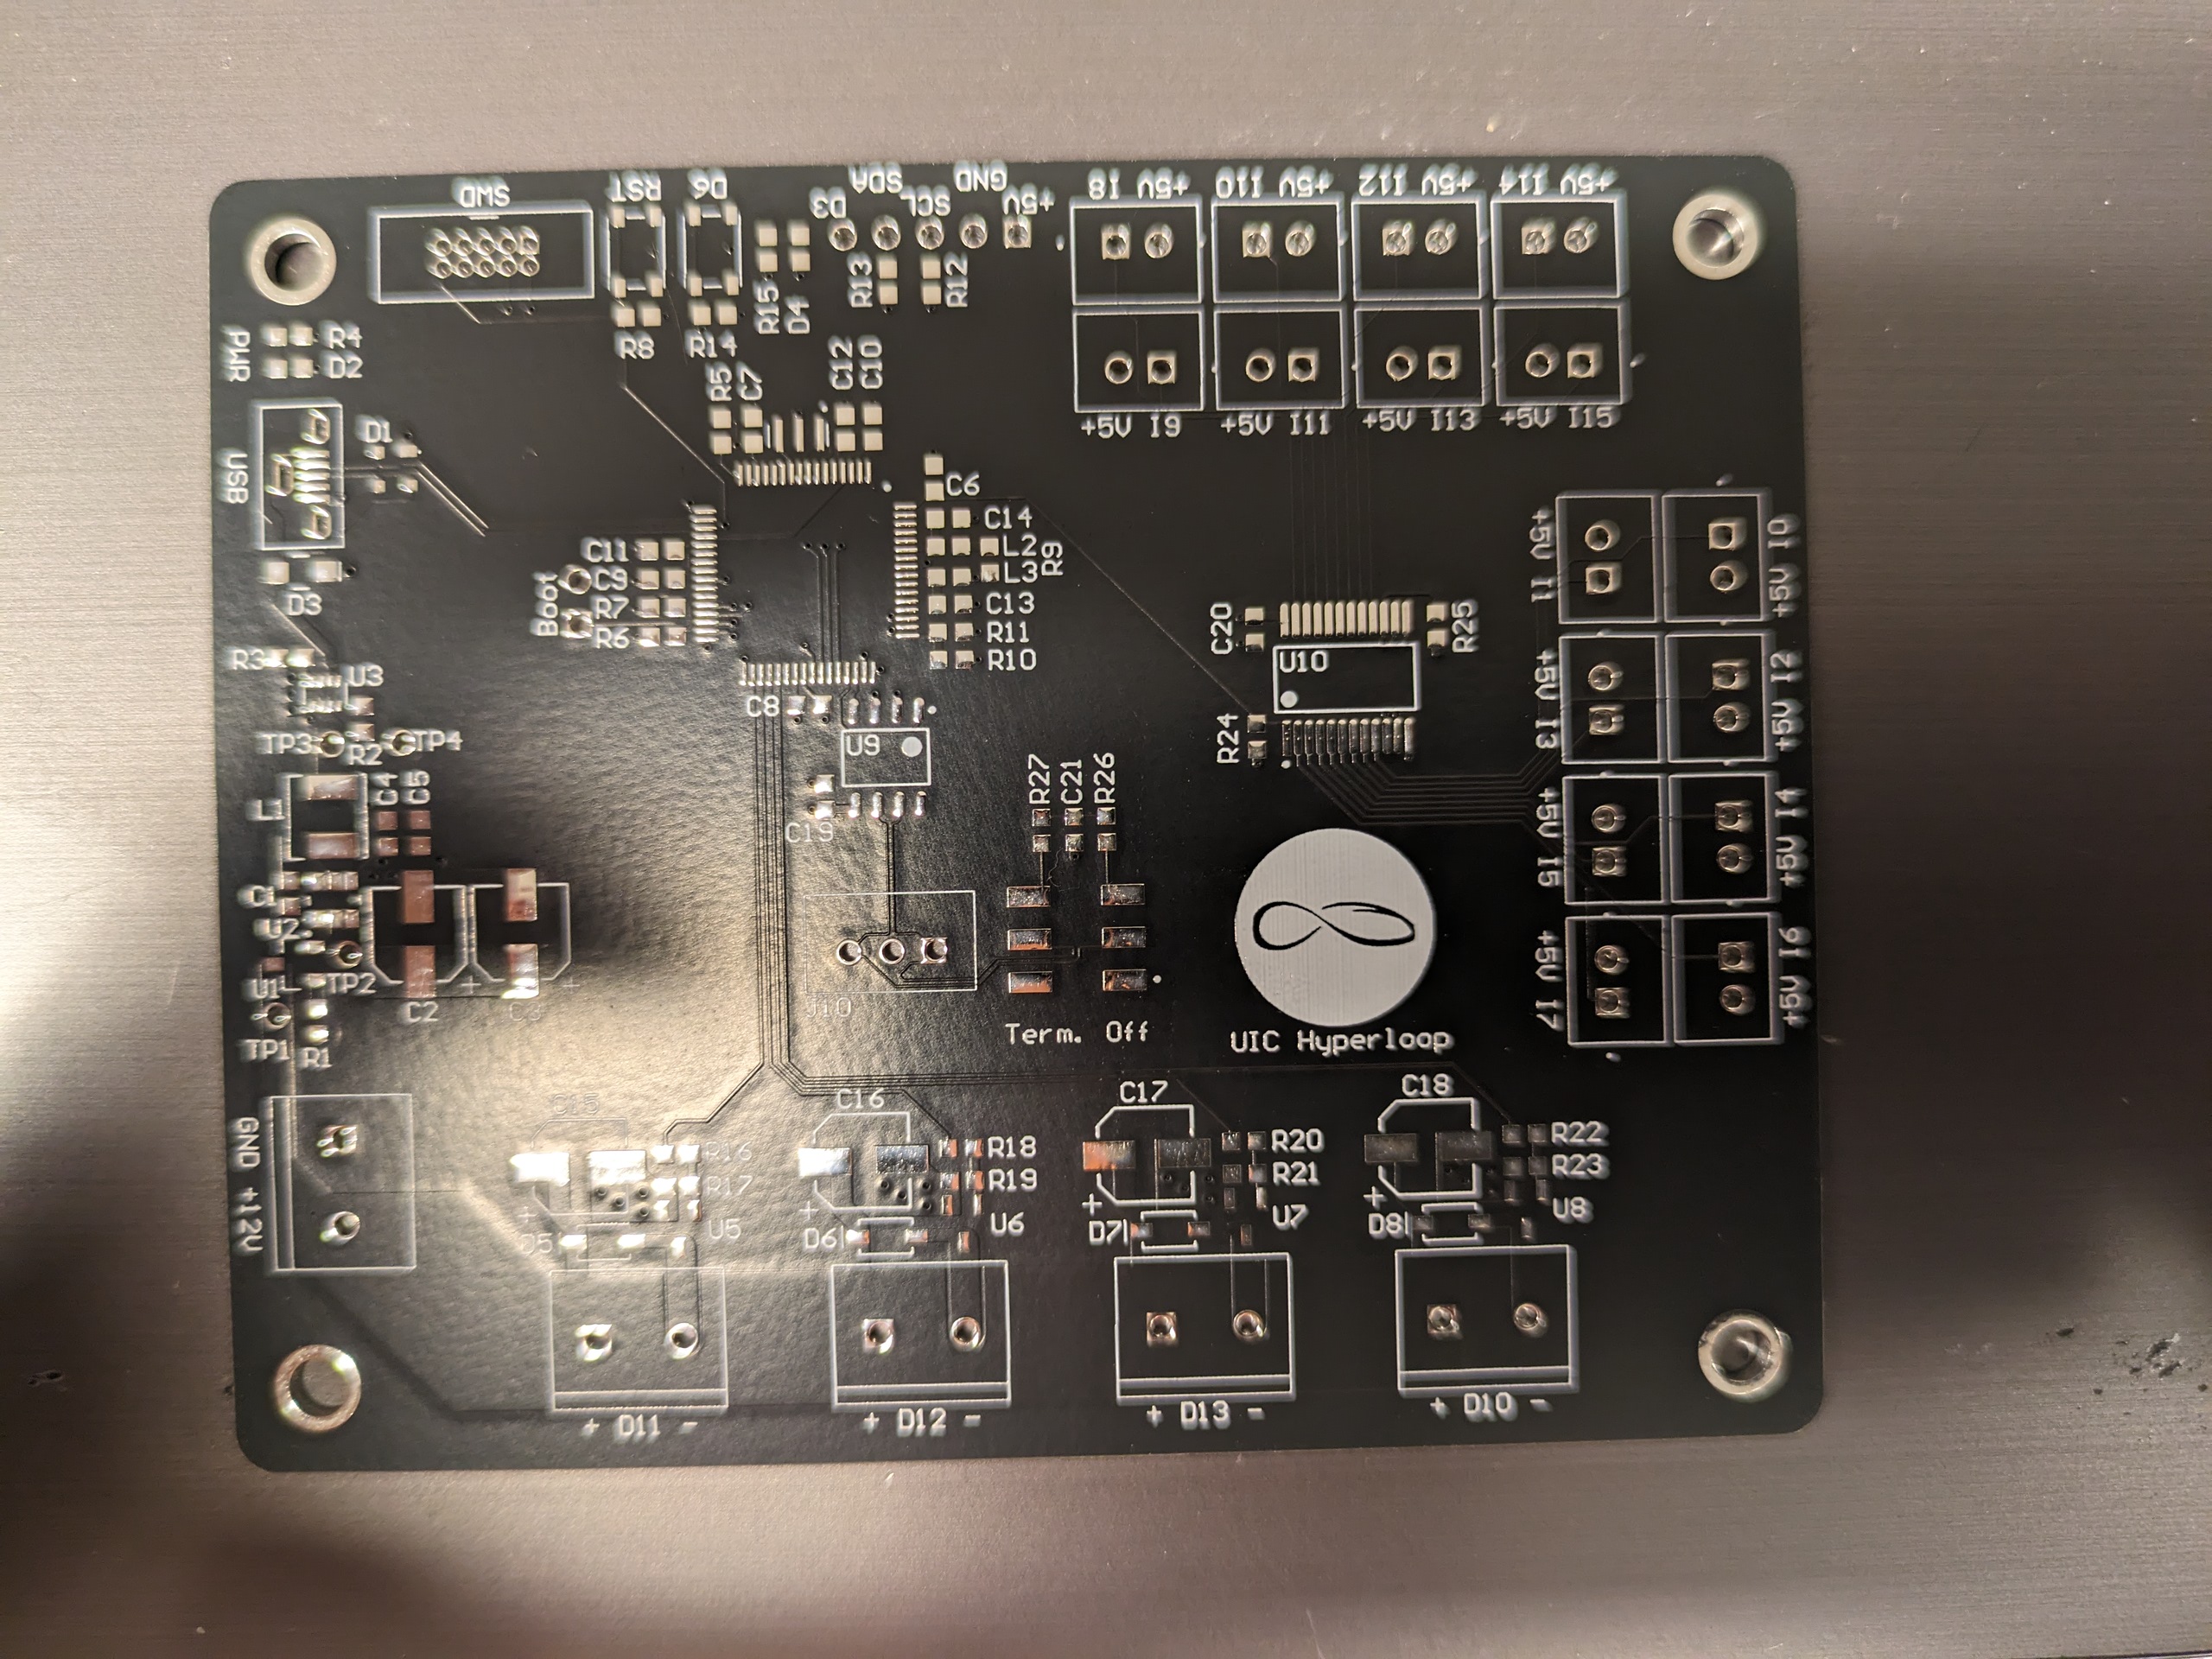 SWD
RST
D6
D3
SDA
SCL
GND
+5V
I8 +5V
I10 +5V
I12 +5V
I14 +5V
R15
D4
R13
R12
PWR
R4
D2
R8
R14
R5
C7
C12
C10
+5V I9
+5V I11
+5V I13
+5V I15
USB
D1
C6
C14
L2
L3
R9
C13
R11
R10
D3
Boot
C11
C9
R7
R6
+5V I1
+5V I0
C20
R25
U10
R24
R3
U3
TP3
R2
TP4
C8
U9
C19
+5V I3
+5V I2
L1
C4
C5
R27
C21
R26
+5V I5
+5V I4
C1
U2
U1
TP2
TP1
R1
C2
C3
J10
Term. Off
UIC Hyperloop
+5V I7
+5V I6
GND +12V
C15
R16
R17
U5
D5
C16
R18
R19
U6
D6
C17
R20
R21
U7
D7
C18
R22
R23
U8
D8
+ D11 -
+ D12 -
+ D13 -
+ D10 -